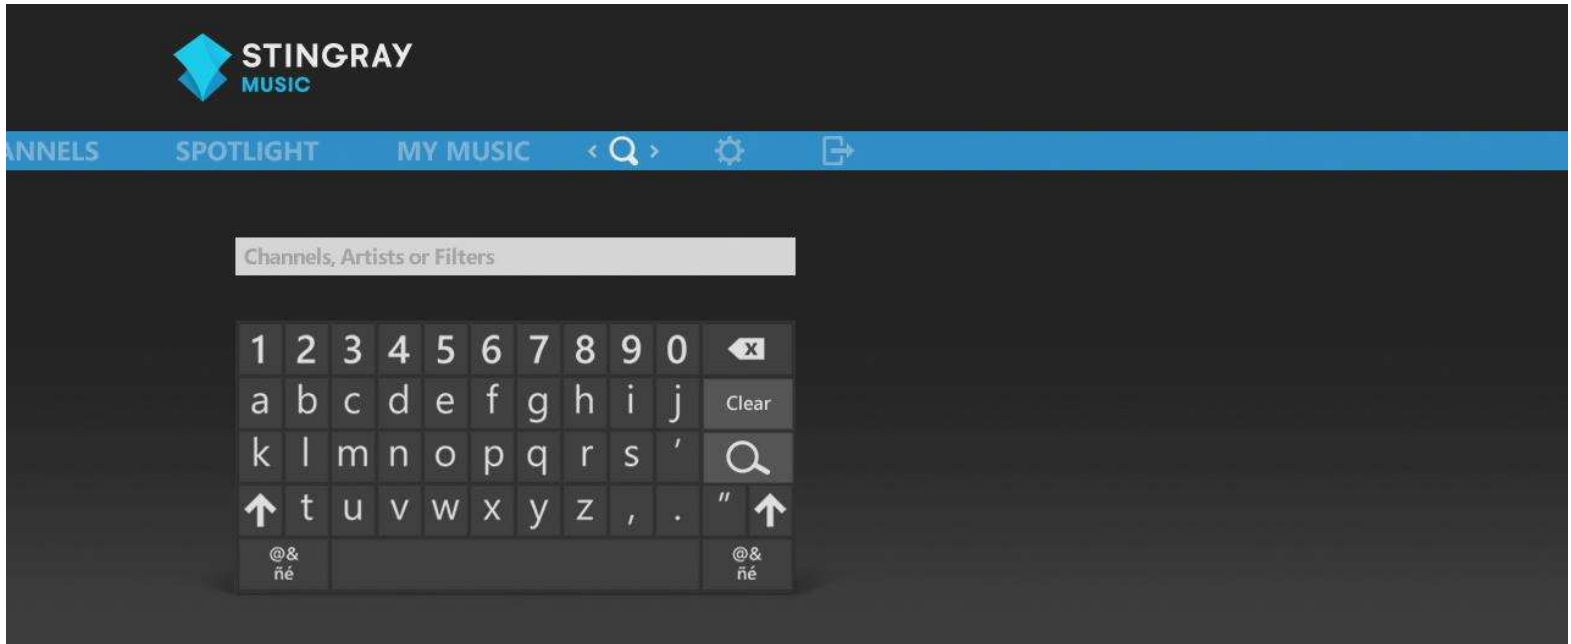 STINGRAY
MUSIC
ANNELS SPOTLIGHT MY MUSIC < >
Channels, Artists or Filters
1 2 3 4 5 6 7 8 9 0 x
a b c d e f g h i j Clear
k l m n o p q r s '
t u v w x y z , . "
@& @&
ñé ñé